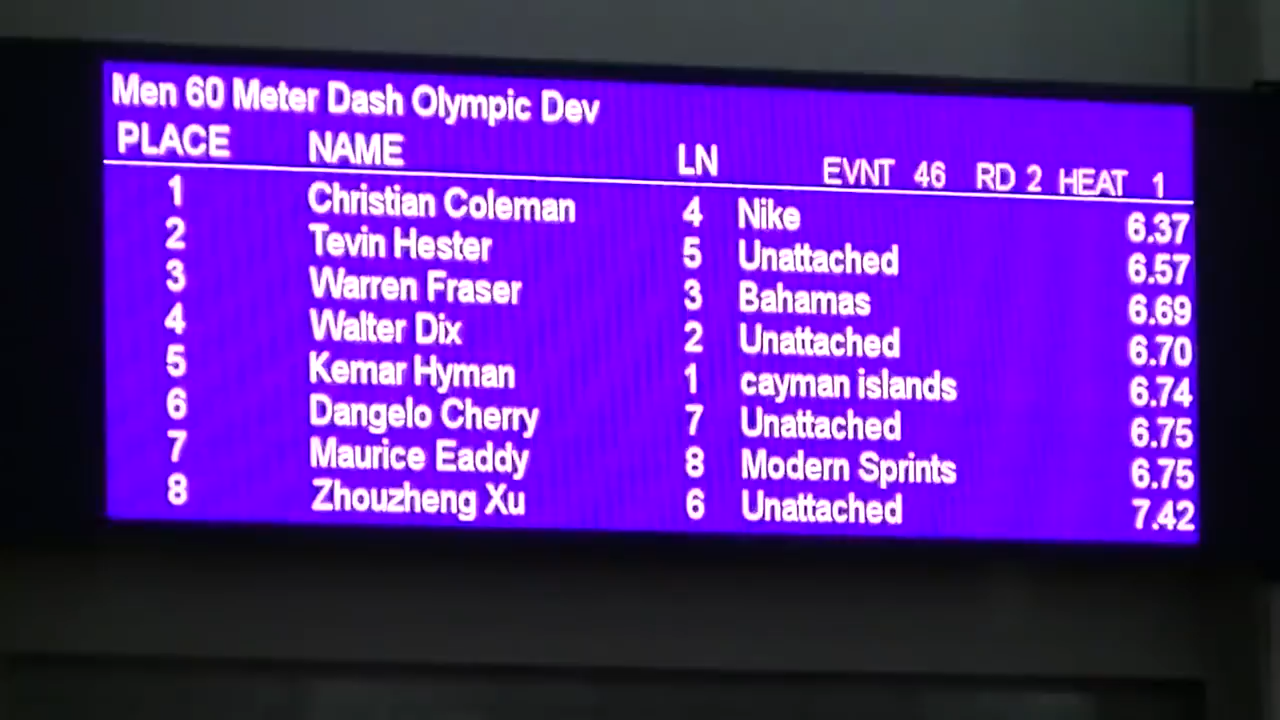 Men 60 Meter Dash Olympic Dev
PLACE NAME LN EVNT 46 RD 2 HEAT 1
1 Christian Coleman 4 Nike 6.37
2 Tevin Hester 5 Unattached 6.57
3 Warren Fraser 3 Bahamas 6.69
4 Walter Dix 2 Unattached 6.70
5 Kemar Hyman 1 cayman islands 6.74
6 Dangelo Cherry 7 Unattached 6.75
7 Maurice Eaddy 8 Modern Sprints 6.75
8 Zhouzheng Xu 6 Unattached 7.42